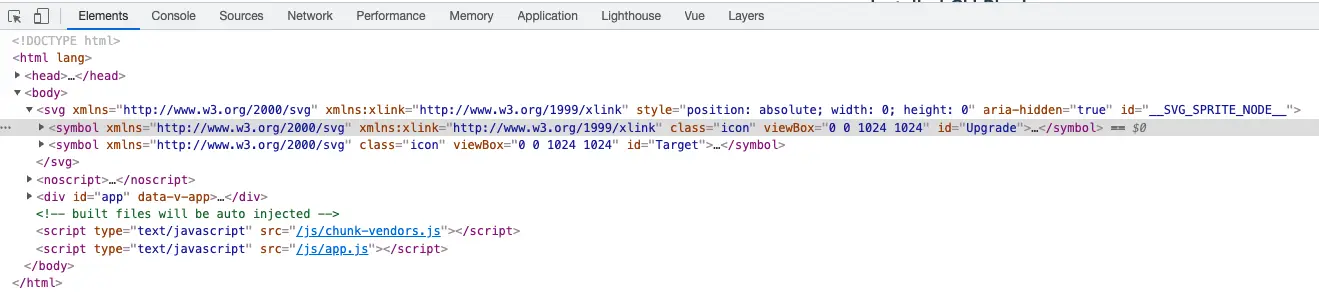 Elements Console Sources Network Performance Memory Application Lighthouse Vue Layers
<!DOCTYPE html>
<html lang>
<head>…</head>
<body>
<svg xmlns="http://www.w3.org/2000/svg" xmlns:xlink="http://www.w3.org/1999/xlink" style="position: absolute; width: 0; height: 0" aria-hidden="true" id="__SVG_SPRITE_NODE__">
… <symbol xmlns="http://www.w3.org/2000/svg" xmlns:xlink="http://www.w3.org/1999/xlink" class="icon" viewBox="0 0 1024 1024" id="Upgrade">…</symbol> == $0
<symbol xmlns="http://www.w3.org/2000/svg" class="icon" viewBox="0 0 1024 1024" id="Target">…</symbol>
</svg>
<noscript>…</noscript>
<div id="app" data-v-app>…</div>
<!-- built files will be auto injected -->
<script type="text/javascript" src="/js/chunk-vendors.js"></script>
<script type="text/javascript" src="/js/app.js"></script>
</body>
</html>